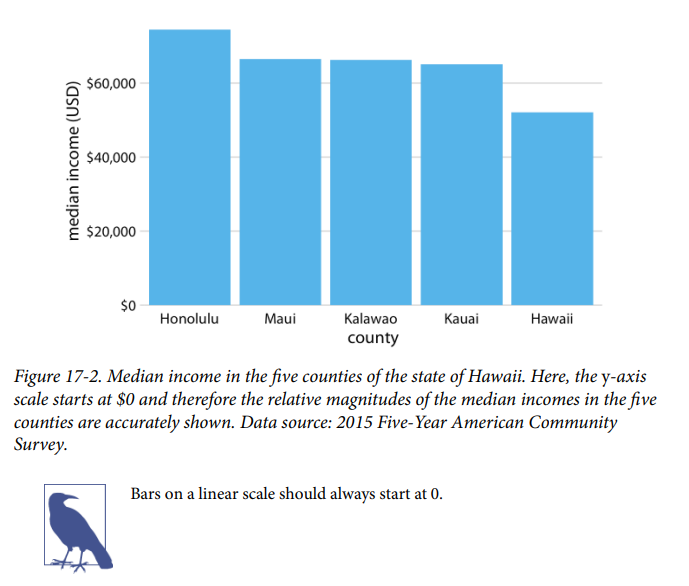 median income (USD)
$60,000
$40,000
$20,000
$0
Honolulu Maui Kalawao Kauai Hawaii
county
Figure 17-2. Median income in the five counties of the state of Hawaii. Here, the y-axis
scale starts at $0 and therefore the relative magnitudes of the median incomes in the five
counties are accurately shown. Data source: 2015 Five-Year American Community
Survey.
Bars on a linear scale should always start at 0.